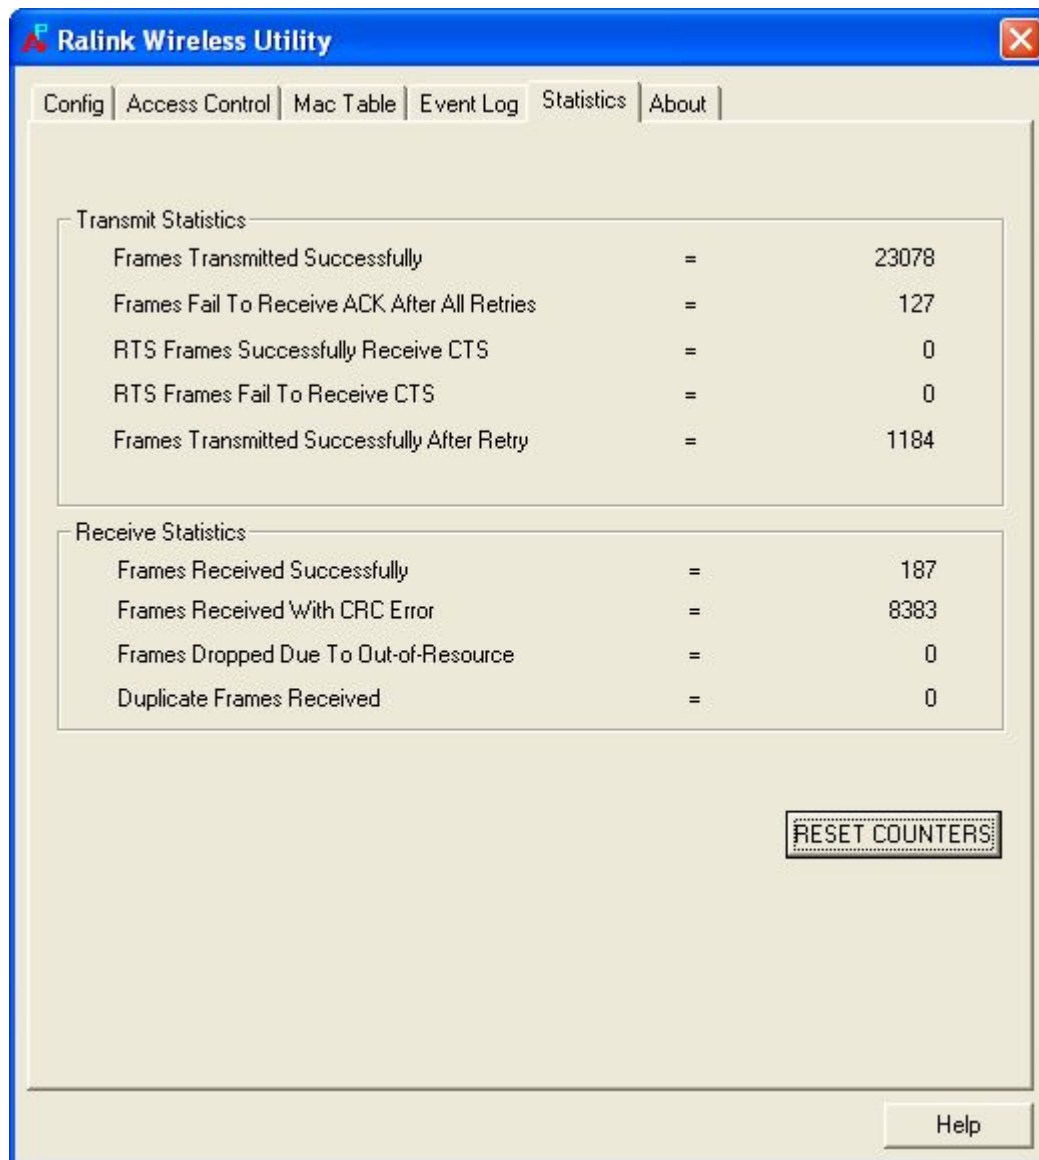 Ralink Wireless Utility
Config Access Control Mac Table Event Log Statistics About
Transmit Statistics
Frames Transmitted Successfully = 23078
Frames Fail To Receive ACK After All Retries = 127
RTS Frames Successfully Receive CTS = 0
RTS Frames Fail To Receive CTS = 0
Frames Transmitted Successfully After Retry = 1184
Receive Statistics
Frames Received Successfully = 187
Frames Received With CRC Error = 8383
Frames Dropped Due To Out-of-Resource = 0
Duplicate Frames Received = 0
RESET COUNTERS
Help